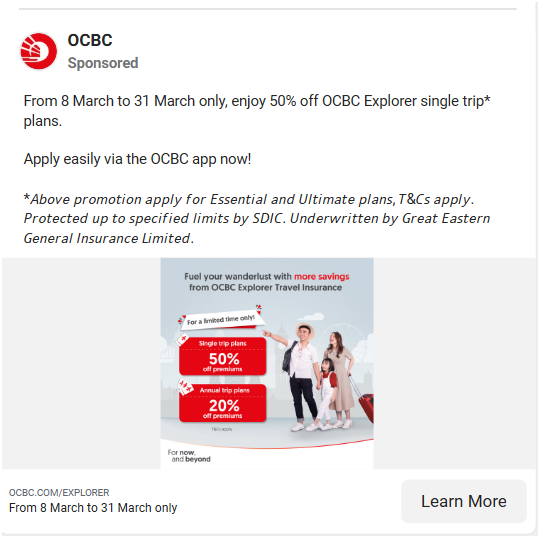 OCBC
Sponsored
From 8 March to 31 March only, enjoy 50% off OCBC Explorer single trip*
plans.
Apply easily via the OCBC app now!
*Above promotion apply for Essential and Ultimate plans, T&Cs apply.
Protected up to specified limits by SDIC. Underwritten by Great Eastern
General Insurance Limited.
Fuel your wanderlust with more savings
from OCBC Explorer Travel Insurance
For a limited time only!
Single trip plans
50%
off premiums
Annual trip plans
20%
off premiums
T&Cs apply.
For now,
and beyond
OCBC.COM/EXPLORER
From 8 March to 31 March only
Learn More